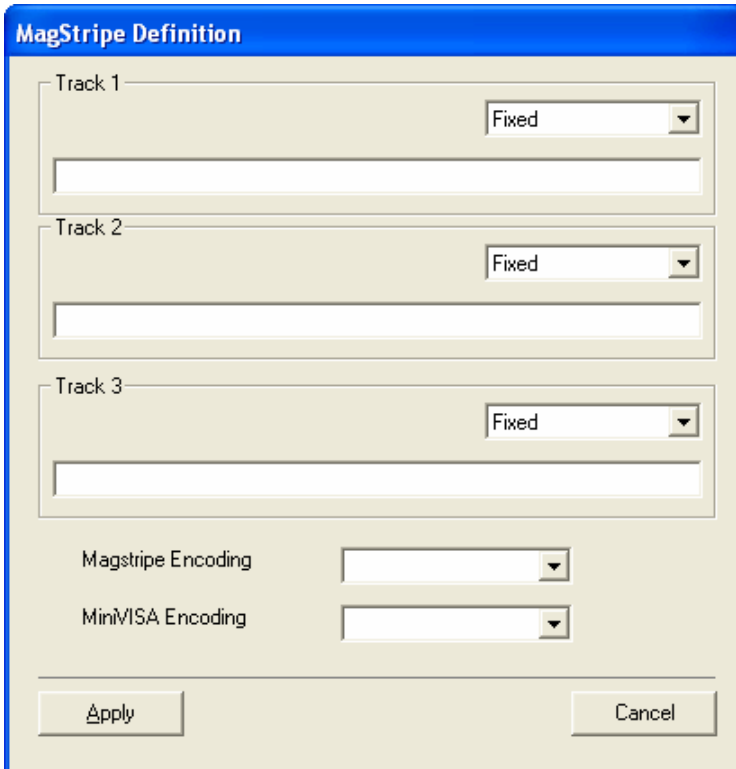 MagStripe Definition
Track 1
Fixed
Track 2
Fixed
Track 3
Fixed
Magstripe Encoding
MiniVISA Encoding
Apply Cancel